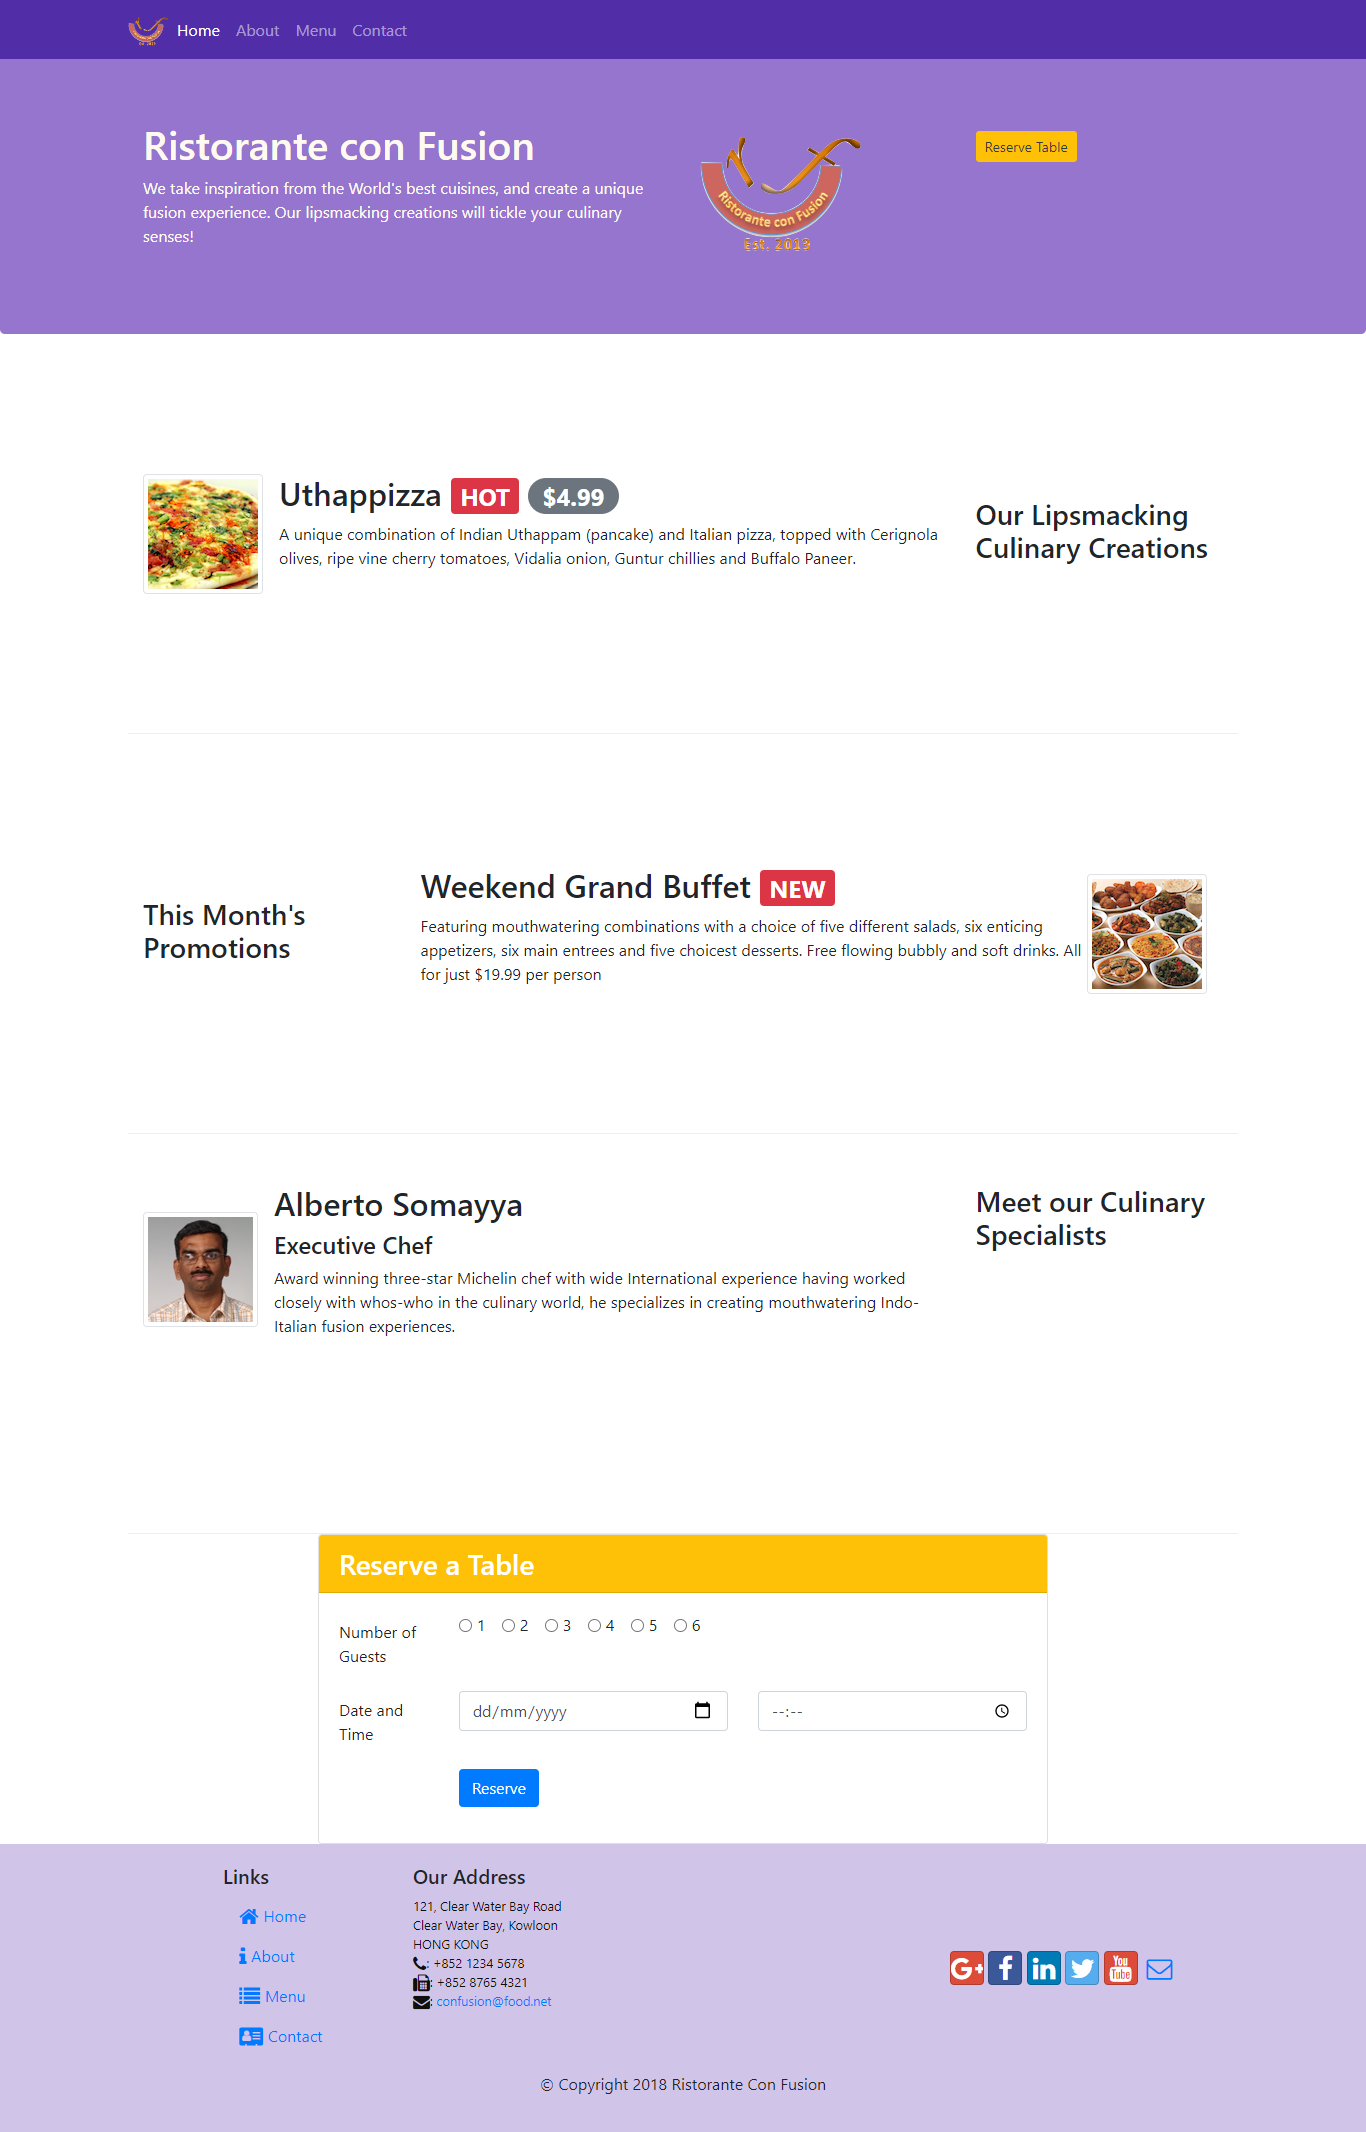 Home About Menu Contact
Ristorante con Fusion
We take inspiration from the World's best cuisines, and create a unique
fusion experience. Our lipsmacking creations will tickle your culinary
senses!
Ristorante con Fusion
Est. 2013
Reserve Table
Uthappizza HOT $4.99
A unique combination of Indian Uthappam (pancake) and Italian pizza, topped with Cerignola
olives, ripe vine cherry tomatoes, Vidalia onion, Guntur chillies and Buffalo Paneer.
Our Lipsmacking
Culinary Creations
This Month's
Promotions
Weekend Grand Buffet NEW
Featuring mouthwatering combinations with a choice of five different salads, six enticing
appetizers, six main entrees and five choicest desserts. Free flowing bubbly and soft drinks. All
for just $19.99 per person
Alberto Somayya
Executive Chef
Award winning three-star Michelin chef with wide International experience having worked
closely with whos-who in the culinary world, he specializes in creating mouthwatering Indo-
Italian fusion experiences.
Meet our Culinary
Specialists
Reserve a Table
Number of
Guests
1 2 3 4 5 6
Date and
Time
dd/mm/yyyy
--:--
Reserve
Links
Home
About
Menu
Contact
Our Address
121, Clear Water Bay Road
Clear Water Bay, Kowloon
HONG KONG
: +852 1234 5678
: +852 8765 4321
: confusion@food.net
G+ f in You Tube
© Copyright 2018 Ristorante Con Fusion